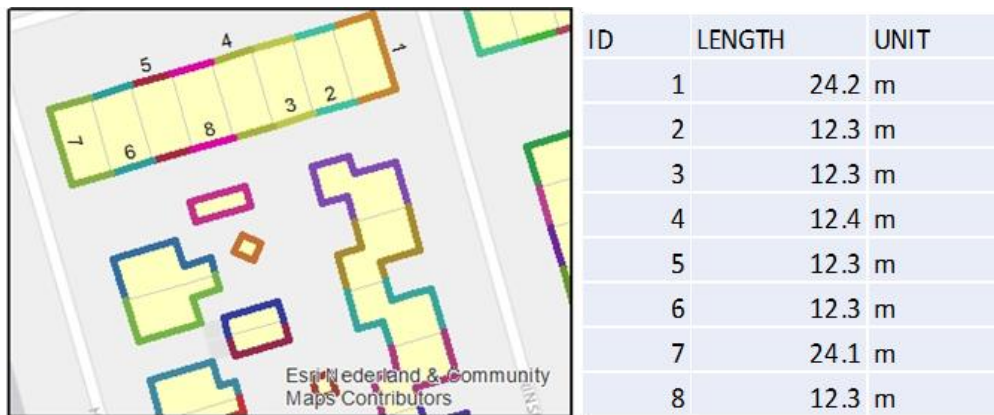 4
5
1
3
2
7
6
8
Esri Nederland & Community
Maps Contributors
ID LENGTH UNIT
1 24.2 m
2 12.3 m
3 12.3 m
4 12.4 m
5 12.3 m
6 12.3 m
7 24.1 m
8 12.3 m